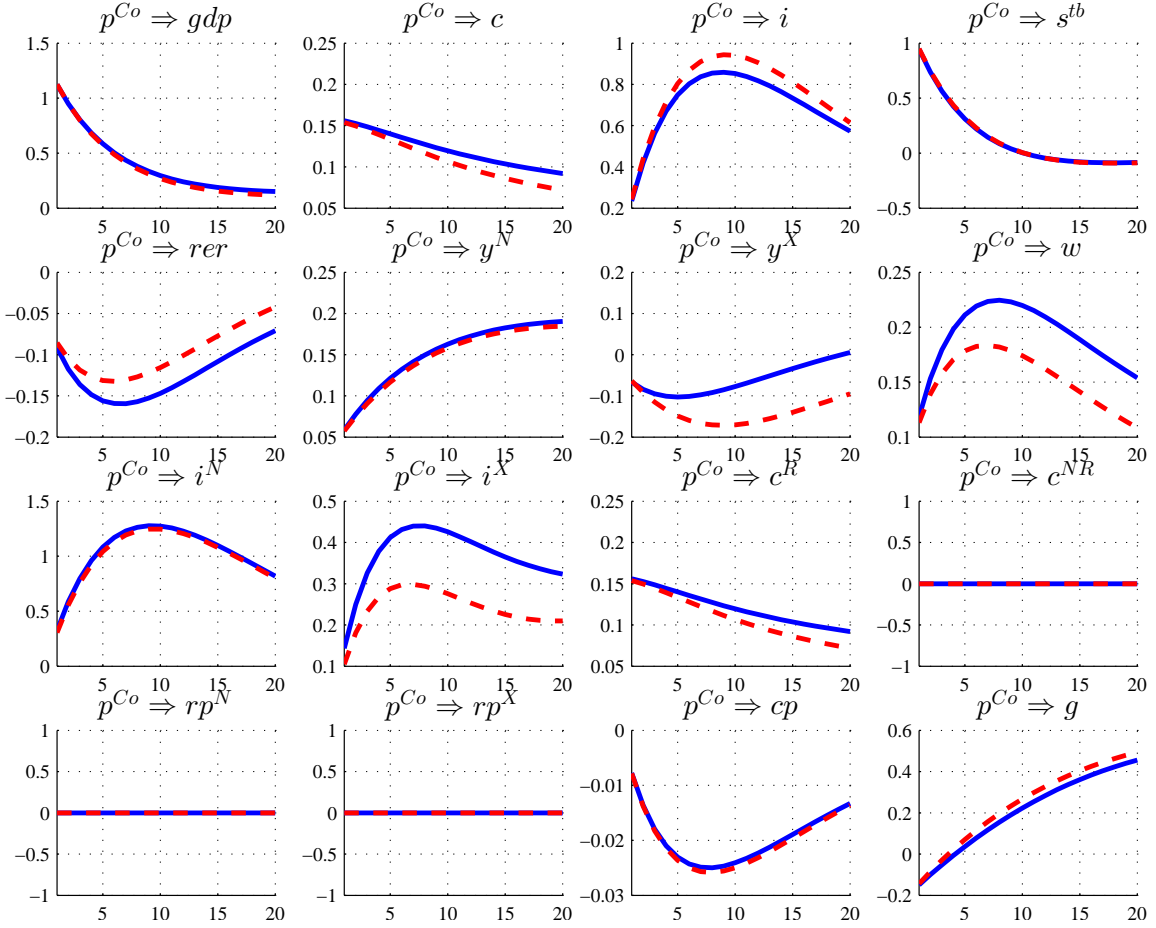 p^{Co} ⇒ gdp p^{Co} ⇒ c p^{Co} ⇒ i p^{Co} ⇒ s^{tb}
1.5 0.25 1 1
1 0.2 0.8 0.5
0.5 0.15 0.6 0
0.1 0.4
0 0.05 0.2 −0.5
5 10 15 20 5 10 15 20 5 10 15 20 5 10 15 20
p^{Co} ⇒ rer p^{Co} ⇒ y^{N} p^{Co} ⇒ y^{X} p^{Co} ⇒ w
0 0.25 0.2 0.25
−0.05 0.2 0.1
0 0.2
−0.1 0.15
−0.15 0.1 −0.1 0.15
−0.2 0.05 −0.2 0.1
5 10 15 20 5 10 15 20 5 10 15 20 5 10 15 20
p^{Co} ⇒ i^{N} p^{Co} ⇒ i^{X} p^{Co} ⇒ c^{R} p^{Co} ⇒ c^{NR}
1.5 0.5 0.25 1
1 0.4 0.2 0.5
0.3 0.15 0
0.5 0.2 0.1 −0.5
0 0.1 0.05 −1
5 10 15 20 5 10 15 20 5 10 15 20 5 10 15 20
p^{Co} ⇒ rp^{N} p^{Co} ⇒ rp^{X} p^{Co} ⇒ cp p^{Co} ⇒ g
1 1 0 0.6
0.5 0.5 −0.01 0.4
0 0 0.2
−0.5 −0.5 −0.02 0
−1 −1 −0.03 −0.2
5 10 15 20 5 10 15 20 5 10 15 20 5 10 15 20